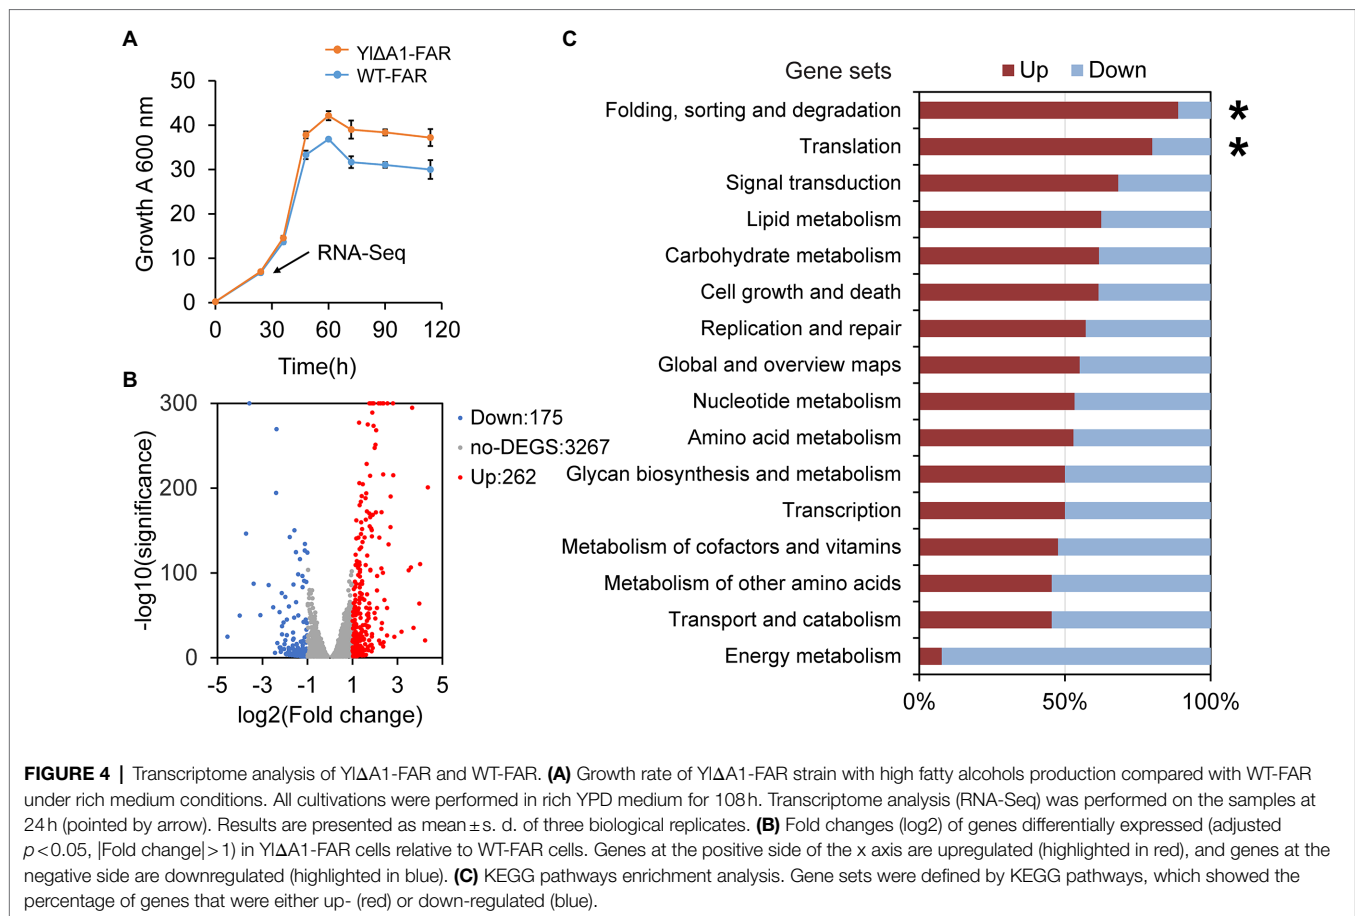 A
YlΔA1-FAR
WT-FAR
50
40
30
20
10
0
Growth A 600 nm
RNA-Seq
0 30 60 90 120
Time(h)
B
300
200
100
0
-log10(significance)
Down:175
no-DEGS:3267
Up:262
-5 -3 -1 1 3 5
log2(Fold change)
C
Gene sets
Up Down
Folding, sorting and degradation *
Translation *
Signal transduction
Lipid metabolism
Carbohydrate metabolism
Cell growth and death
Replication and repair
Global and overview maps
Nucleotide metabolism
Amino acid metabolism
Glycan biosynthesis and metabolism
Transcription
Metabolism of cofactors and vitamins
Metabolism of other amino acids
Transport and catabolism
Energy metabolism
0% 50% 100%
FIGURE 4 | Transcriptome analysis of YlΔA1-FAR and WT-FAR. (A) Growth rate of YlΔA1-FAR strain with high fatty alcohols production compared with WT-FAR
under rich medium conditions. All cultivations were performed in rich YPD medium for 108 h. Transcriptome analysis (RNA-Seq) was performed on the samples at
24 h (pointed by arrow). Results are presented as mean ± s. d. of three biological replicates. (B) Fold changes (log2) of genes differentially expressed (adjusted
p < 0.05, |Fold change| > 1) in YlΔA1-FAR cells relative to WT-FAR cells. Genes at the positive side of the x axis are upregulated (highlighted in red), and genes at the
negative side are downregulated (highlighted in blue). (C) KEGG pathways enrichment analysis. Gene sets were defined by KEGG pathways, which showed the
percentage of genes that were either up- (red) or down-regulated (blue).